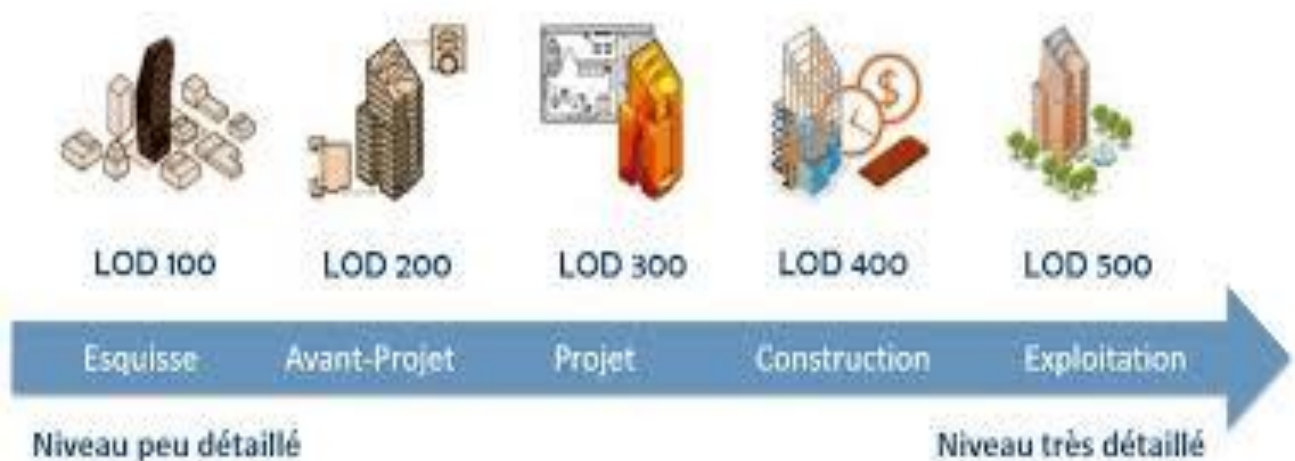 LOD 100 LOD 200 LOD 300 LOD 400 LOD 500
Esquisse Avant-Projet Projet Construction Exploitation
Niveau peu détaillé Niveau très détaillé